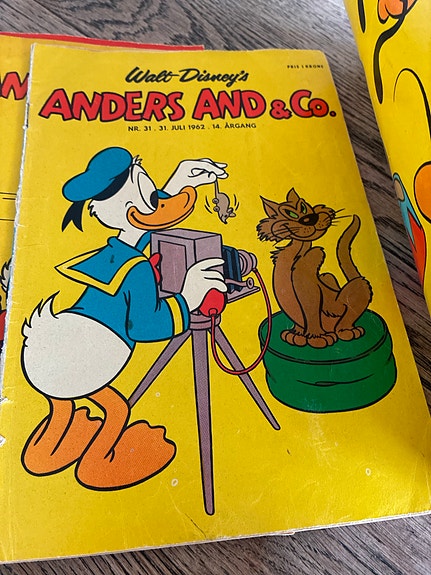 PRIS 1 KRONE
Walt Disney's
ANDERS AND & Co.
NR. 31 . 31. JULI 1962 . 14. ÅRGANG